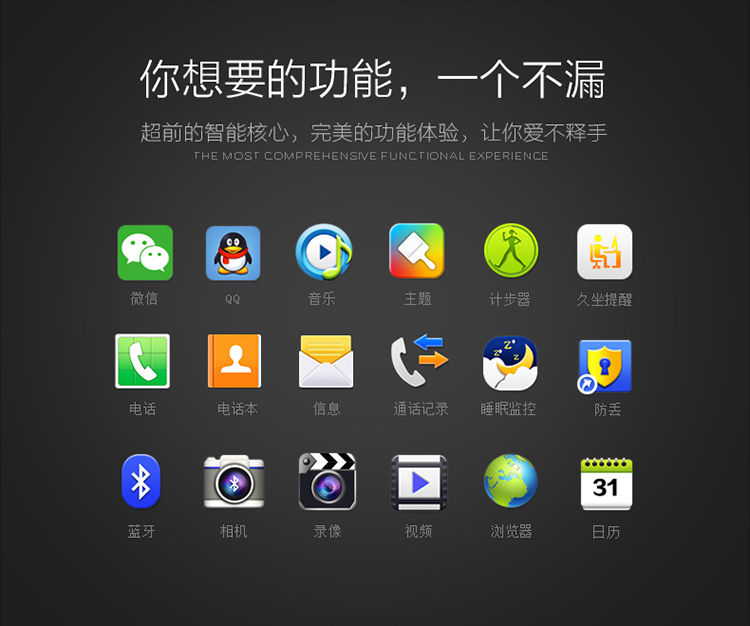 你想要的功能，一个不漏
超前的智能核心，完美的功能体验，让你爱不释手
THE MOST COMPREHENSIVE FUNCTIONAL EXPERIENCE
微信 QQ 音乐 主题 计步器 久坐提醒
电话 电话本 信息 通话记录 睡眠监控 防丢
31
蓝牙 相机 录像 视频 浏览器 日历